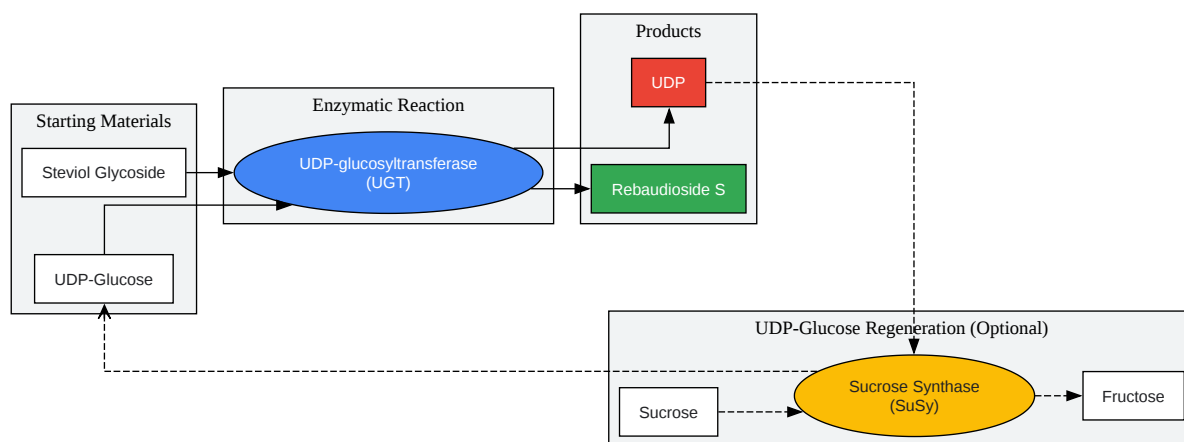 Starting Materials
Steviol Glycoside
UDP-Glucose
Enzymatic Reaction
UDP-glucosyltransferase
(UGT)
Products
UDP
Rebaudioside S
UDP-Glucose Regeneration (Optional)
Sucrose
Sucrose Synthase
(SuSy)
Fructose